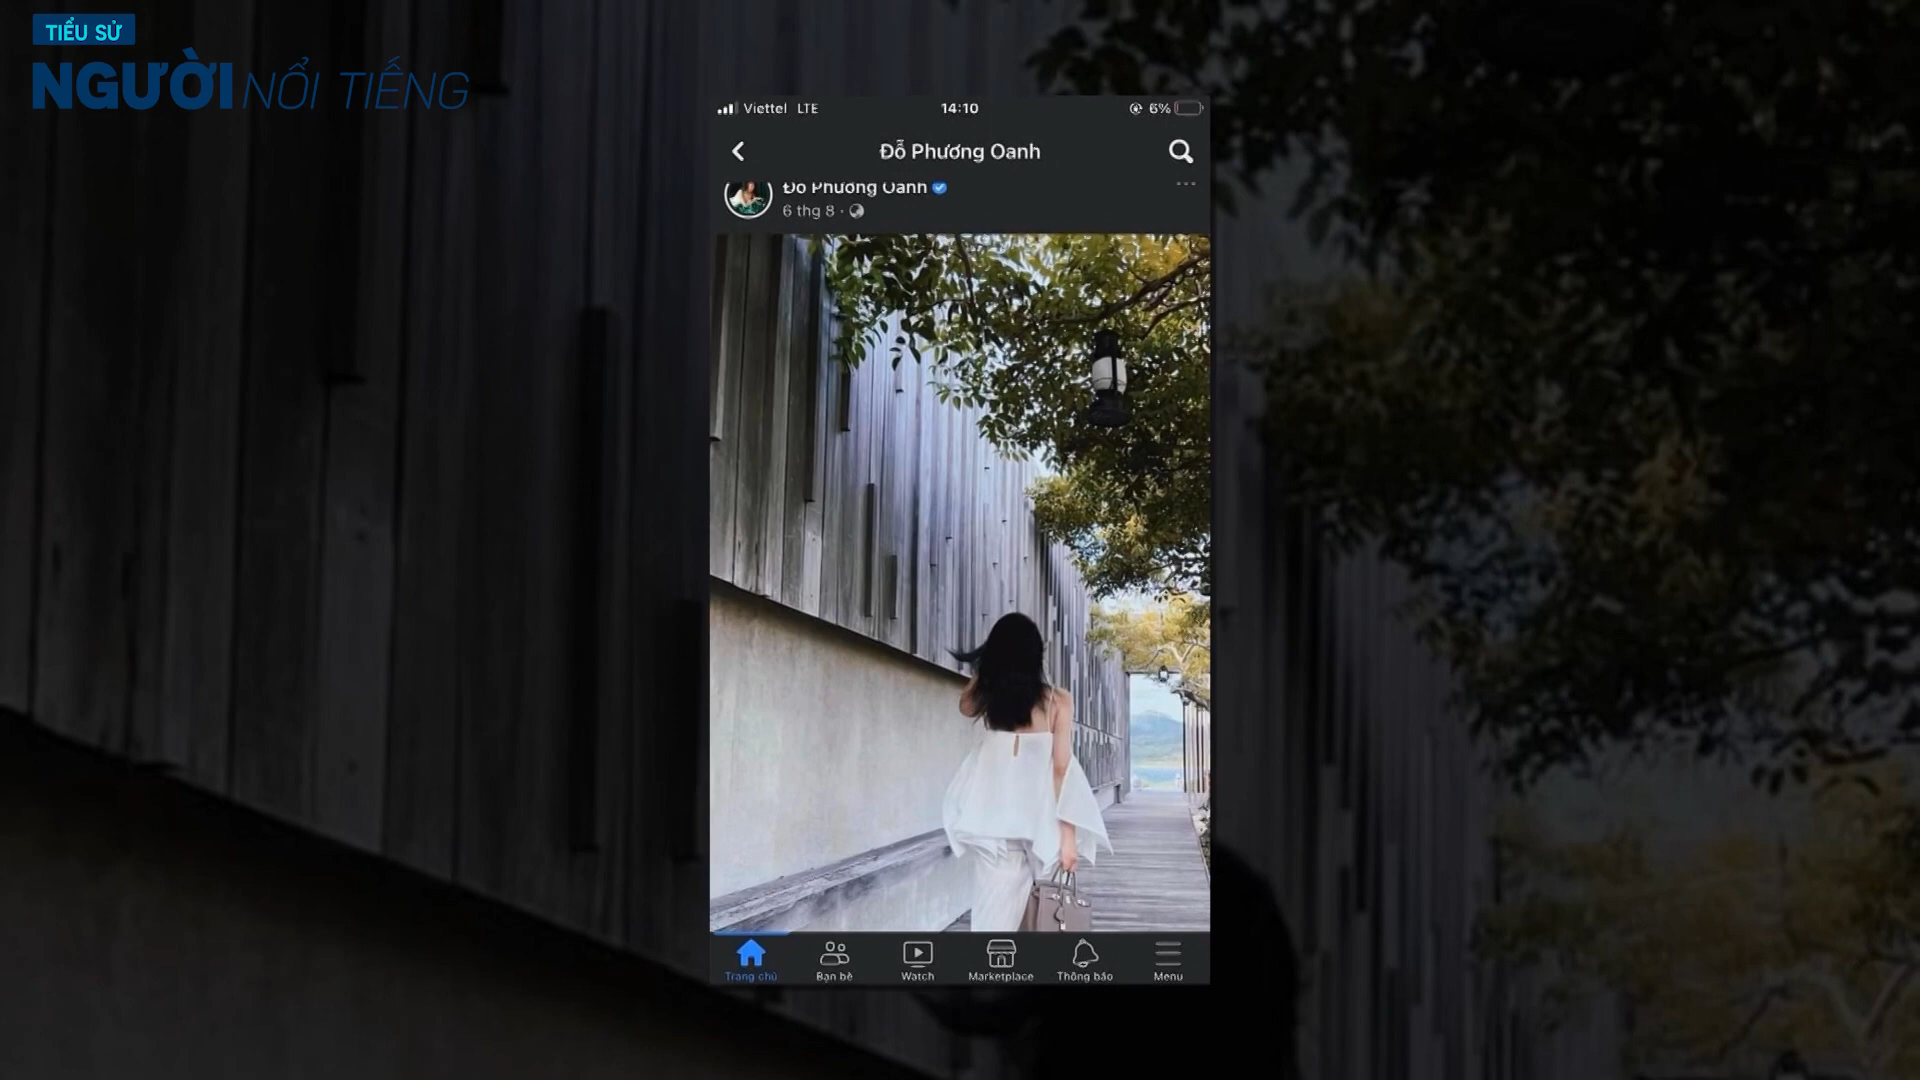 TIỂU SỬ
NGƯỜI NỔI TIẾNG
Viettel LTE 14:10 6%
Đỗ Phương Oanh
Đỗ Phương Oanh
6 thg 8 ·
Trang chủ Bạn bè Watch Marketplace Thông báo Menu